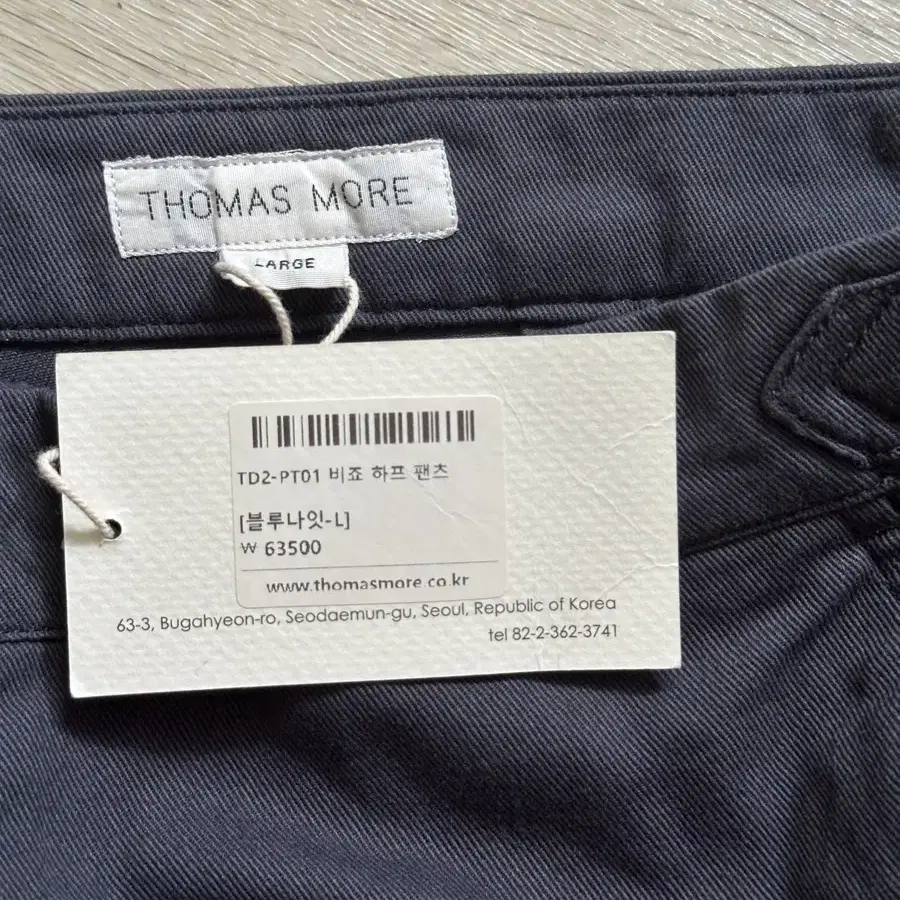 THOMAS MORE
LARGE
TD2-PT01 비죠 하프 팬츠
[블루나잇-L]
₩ 63500
www.thomasmore.co.kr
63-3, Bugahyeon-ro, Seodaemun-gu, Seoul, Republic of Korea
tel 82-2-362-3741